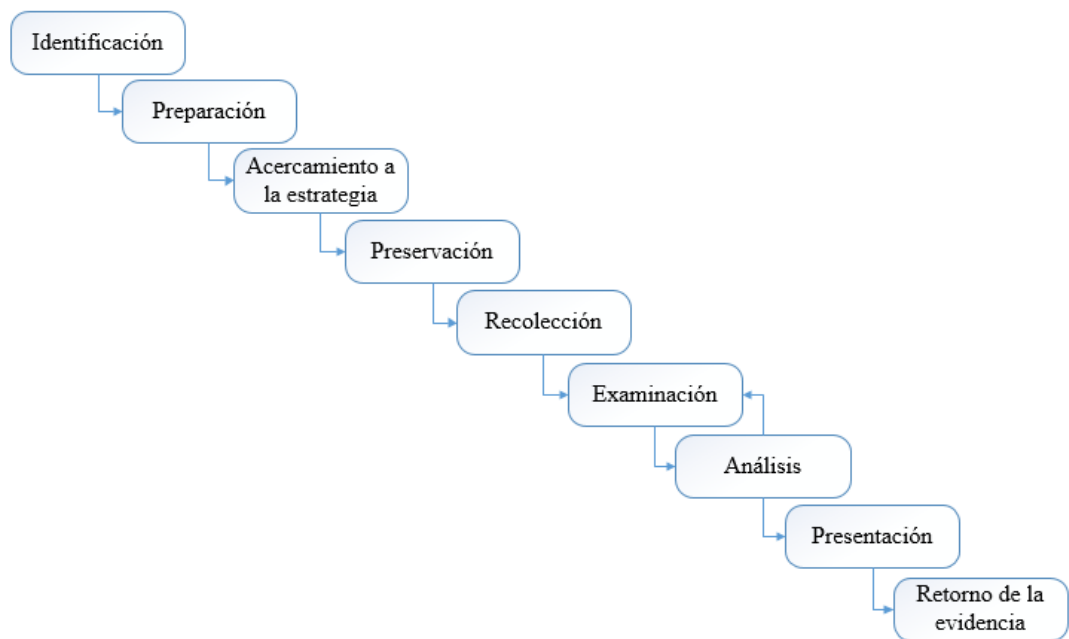 Identificación
Preparación
Acercamiento a
la estrategia
Preservación
Recolección
Examinación
Análisis
Presentación
Retorno de la
evidencia